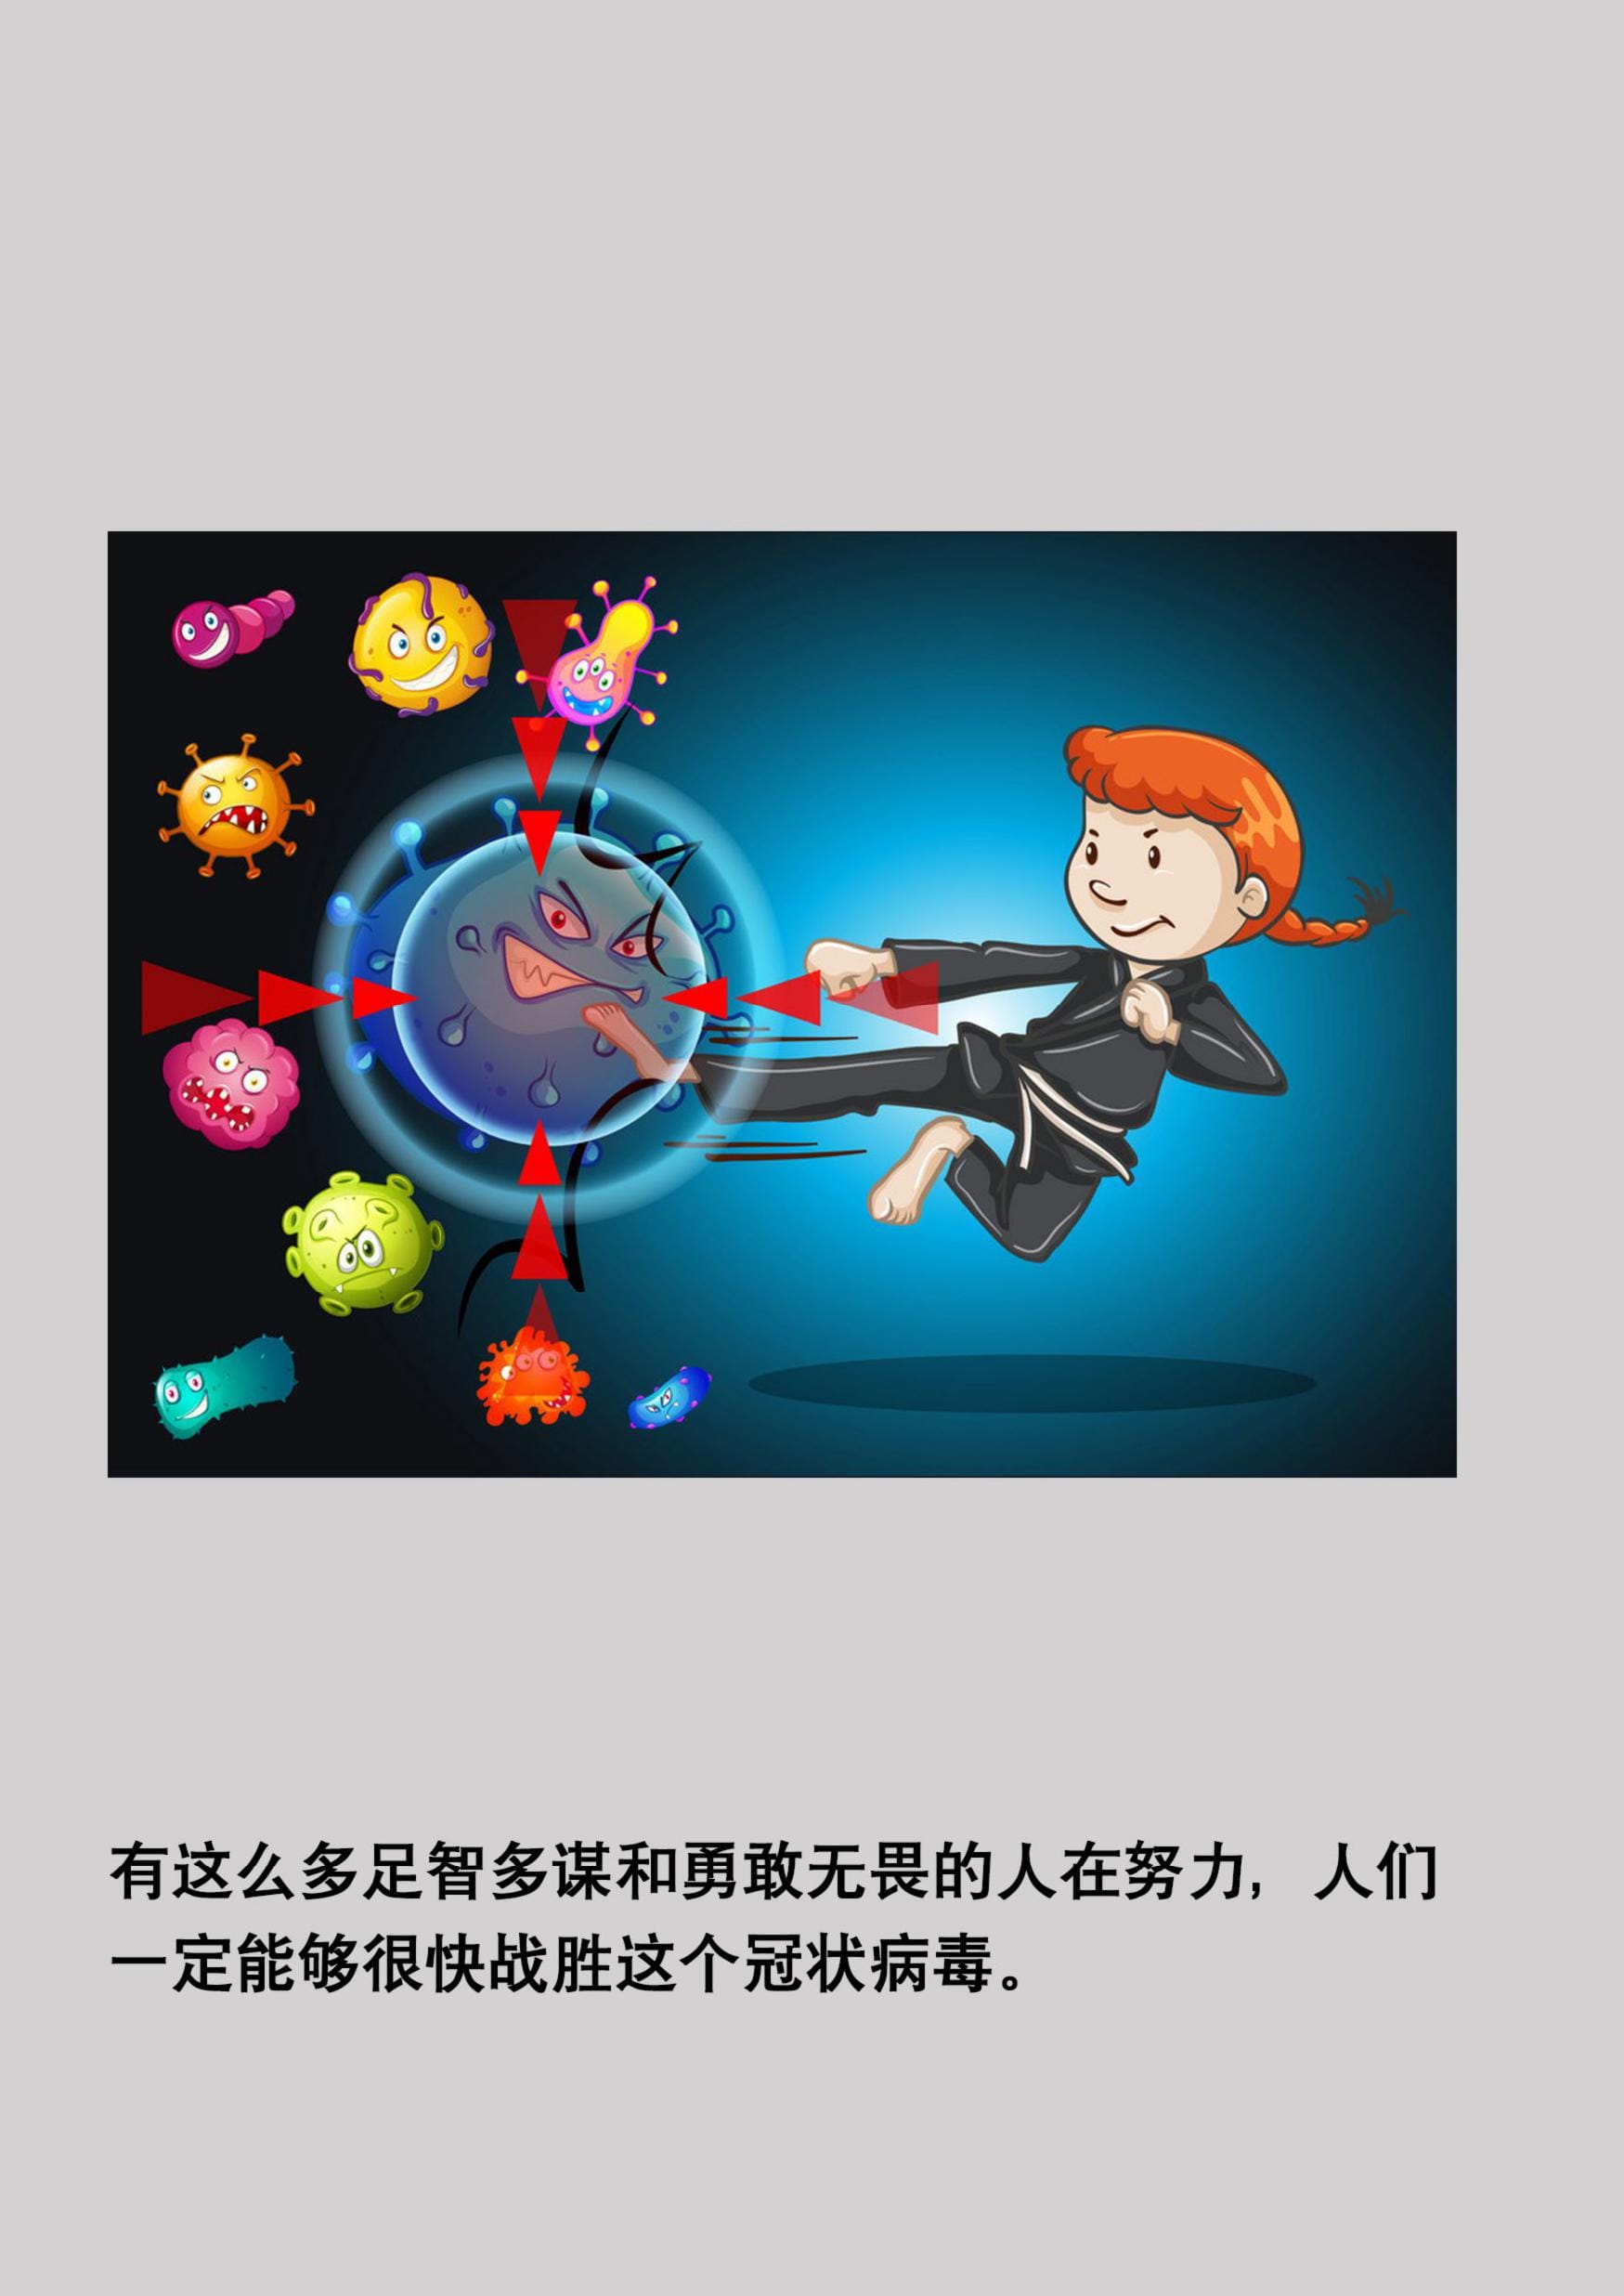 有这么多足智多谋和勇敢无畏的人在努力，人们
一定能够很快战胜这个冠状病毒。